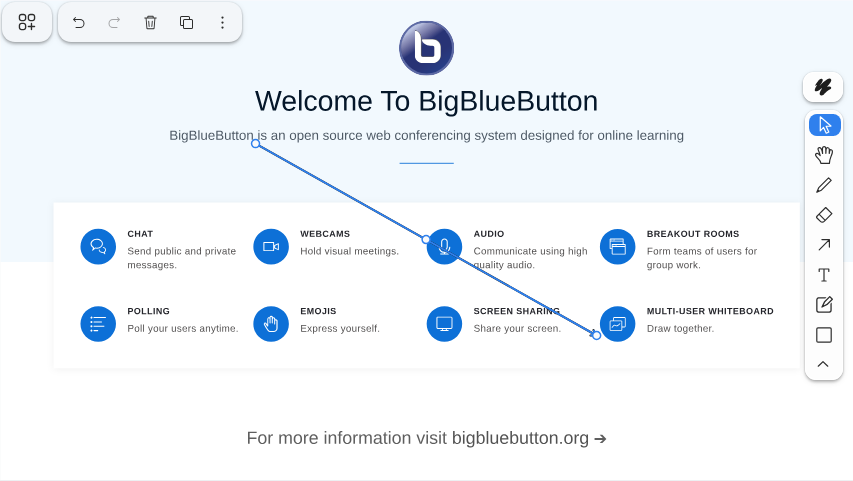 Welcome To BigBlueButton
BigBlueButton is an open source web conferencing system designed for online learning
CHAT
Send public and private
messages.
WEBCAMS
Hold visual meetings.
AUDIO
Communicate using high
quality audio.
BREAKOUT ROOMS
Form teams of users for
group work.
POLLING
Poll your users anytime.
EMOJIS
Express yourself.
SCREEN SHARING
Share your screen.
MULTI-USER WHITEBOARD
Draw together.
For more information visit bigbluebutton.org ➔